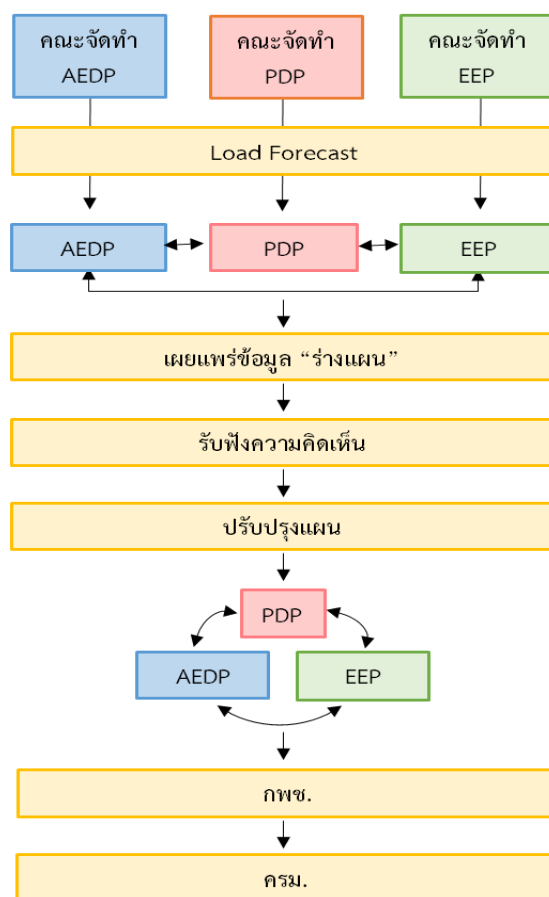 คณะจัดทำ
AEDP
คณะจัดทำ
PDP
คณะจัดทำ
EEP
Load Forecast
AEDP
PDP
EEP
เผยแพร่ข้อมูล “ร่างแผน”
รับฟังความคิดเห็น
ปรับปรุงแผน
PDP
AEDP
EEP
กพช.
ครม.